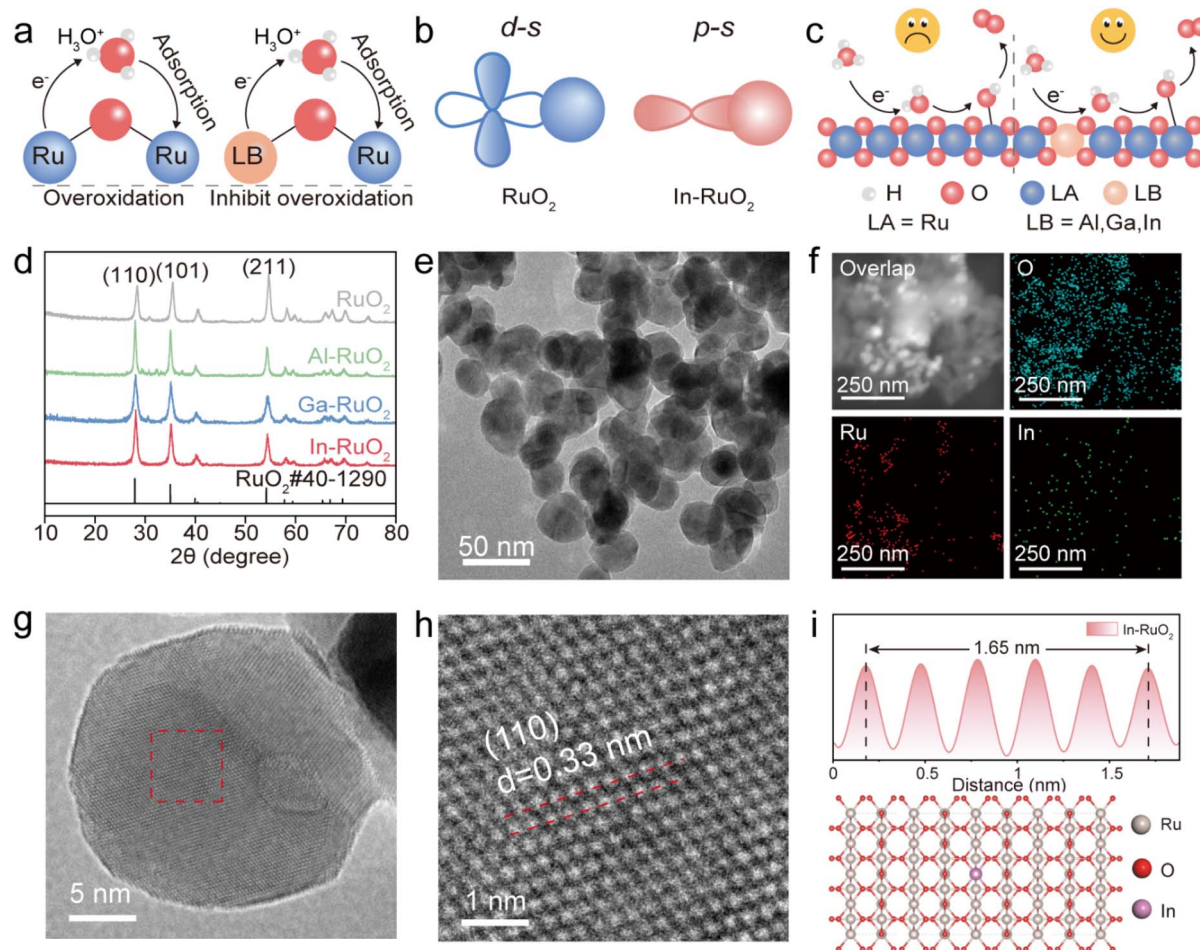 a
H₃O⁺
e⁻
Adsorption
Ru
Ru
Overoxidation
H₃O⁺
e⁻
Adsorption
LB
Ru
Inhibit overoxidation
b
d-s
p-s
RuO₂
In-RuO₂
c
e⁻
e⁻
H
O
LA
LB
LA = Ru
LB = Al,Ga,In
d
(110)
(101)
(211)
RuO₂
Al-RuO₂
Ga-RuO₂
In-RuO₂
RuO₂#40-1290
10 20 30 40 50 60 70 80
2θ (degree)
e
50 nm
f
Overlap
250 nm
O
250 nm
Ru
250 nm
In
250 nm
g
5 nm
h
(110)
d=0.33 nm
1 nm
i
In-RuO₂
1.65 nm
0 0.5 1 1.5
Distance (nm)
Ru
O
In